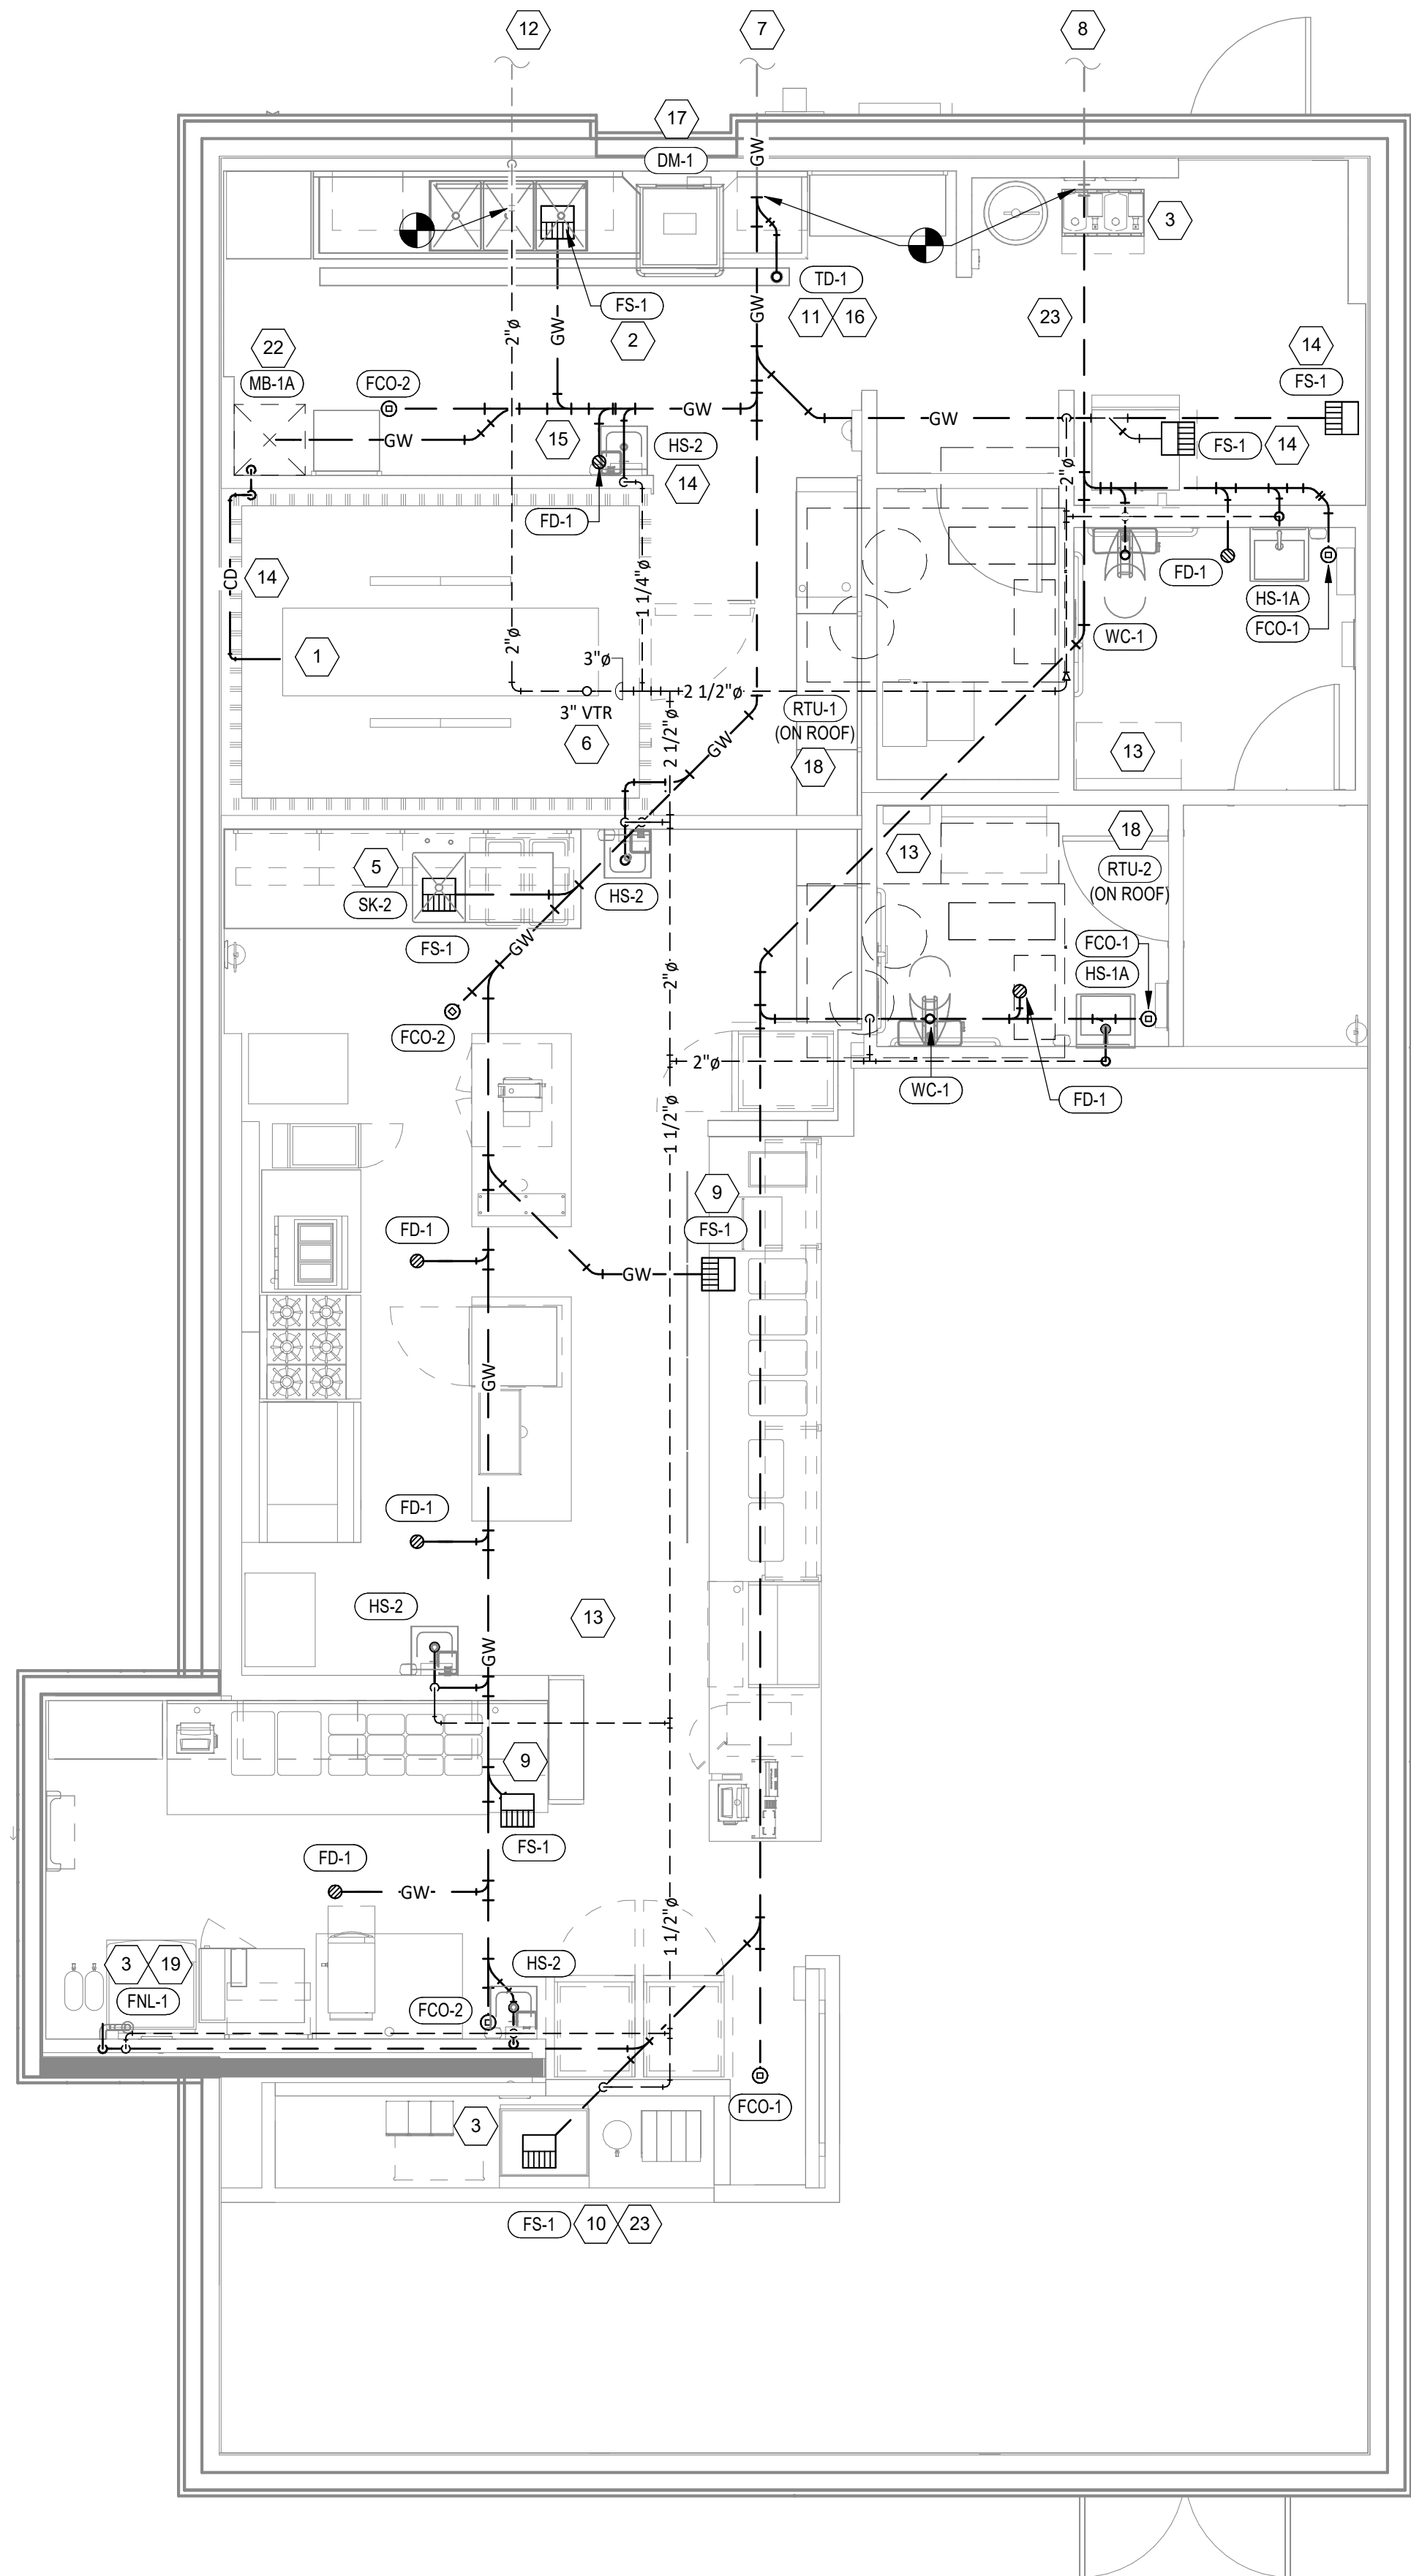 12
7
8
17
DM-1
GW
3
TD-1
11
16
FS-1
2
23
2"ø
GW
GW
22
MB-1A
FCO-2
14
FS-1
GW
GW
GW
15
HS-2
14
FS-1
14
2"ø
FD-1
CD
14
1 1/4"ø
FD-1
HS-1A
FCO-1
WC-1
1
2"ø
3"ø
2 1/2"ø
3" VTR
6
2 1/2"ø
GW
RTU-1
(ON ROOF)
18
13
5
SK-2
HS-2
13
18
RTU-2
(ON ROOF)
FS-1
GW
FCO-1
HS-1A
2"ø
FCO-2
2"ø
WC-1
FD-1
1 1/2"ø
9
FS-1
FD-1
GW
GW
FD-1
HS-2
13
GW
9
FS-1
FD-1
GW
1 1/2"ø
3
19
FNL-1
HS-2
FCO-2
FCO-1
3
FS-1
10
23